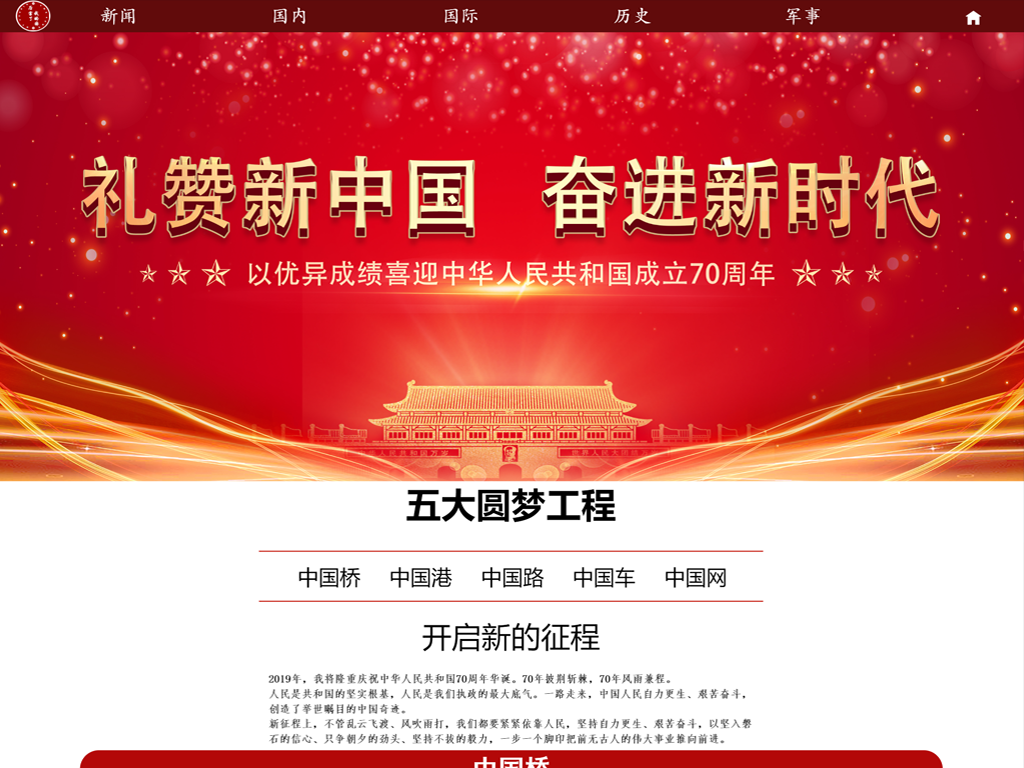 新闻 国内 国际 历史 军事
礼赞新中国 奋进新时代
以优异成绩喜迎中华人民共和国成立70周年
五大圆梦工程
中国桥 中国港 中国路 中国车 中国网
开启新的征程
2019年，我将隆重庆祝中华人民共和国70周年华诞。70年披荆斩棘，70年风雨兼程。
人民是共和国的坚实根基，人民是我们执政的最大底气。一路走来，中国人民自力更生、艰苦奋斗，
创造了举世瞩目的中国奇迹。
新征程上，不管乱云飞渡、风吹雨打，我们都要紧紧依靠人民，坚持自力更生、艰苦奋斗，以坚入磐
石的信心、只争朝夕的劲头、坚持不拔的毅力，一步一个脚印把前无古人的伟大事业推向前进。
中国桥